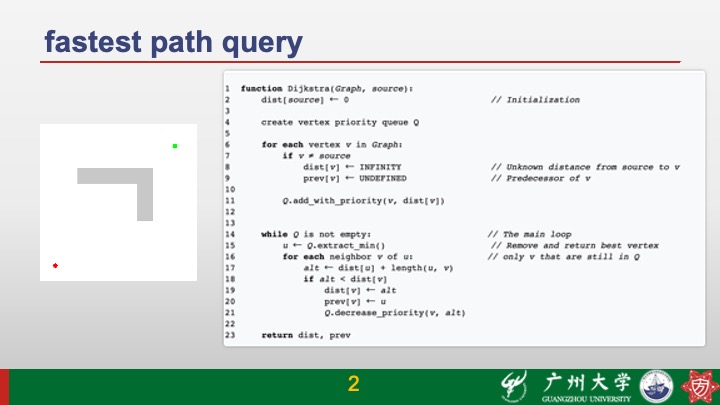 fastest path query
1 function Dijkstra(Graph, source):
2 dist[source] ← 0 // Initialization
3
4 create vertex priority queue Q
5
6 for each vertex v in Graph:
7 if v ≠ source
8 dist[v] ← INFINITY // Unknown distance from source to v
9 prev[v] ← UNDEFINED // Predecessor of v
10
11 Q.add_with_priority(v, dist[v])
12
13
14 while Q is not empty: // The main loop
15 u ← Q.extract_min() // Remove and return best vertex
16 for each neighbor v of u: // only v that are still in Q
17 alt ← dist[u] + length(u, v)
18 if alt < dist[v]
19 dist[v] ← alt
20 prev[v] ← u
21 Q.decrease_priority(v, alt)
22
23 return dist, prev
2
广州大学
GUANGZHOU UNIVERSITY